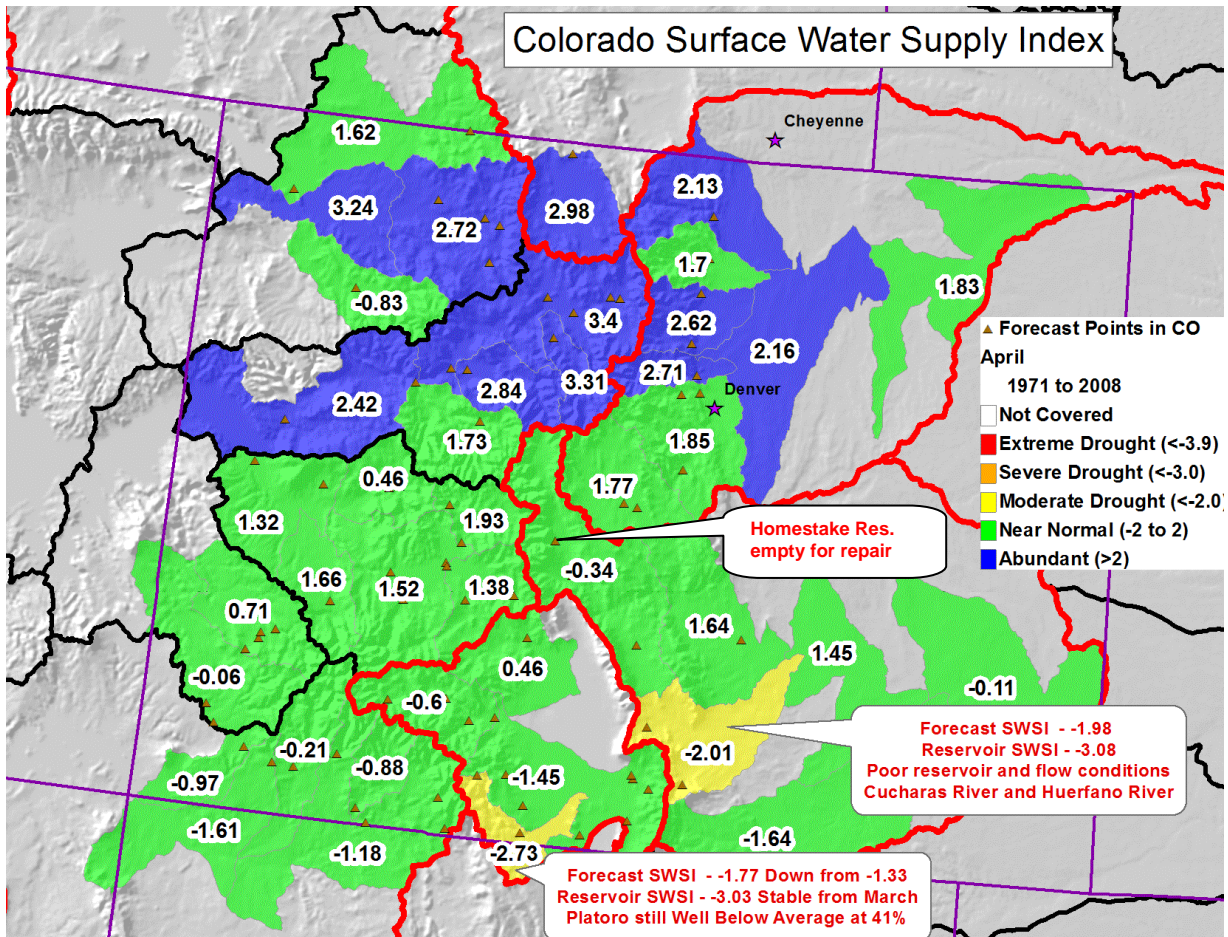 Colorado Surface Water Supply Index
Cheyenne
1.62
2.13
3.24
2.98
2.72
1.7
-0.83
1.83
3.4
2.62
2.16
Forecast Points in CO
April
1971 to 2008
Not Covered
Extreme Drought (<-3.9)
Severe Drought (<-3.0)
Moderate Drought (<-2.0)
Near Normal (-2 to 2)
Abundant (>2)
2.84
3.31
2.71
Denver
2.42
1.73
1.85
0.46
1.77
1.32
1.93
Homestake Res.
empty for repair
1.66
1.52
1.38
-0.34
0.71
1.64
0.46
1.45
-0.06
-0.6
-0.11
-2.01
Forecast SWSI - -1.98
Reservoir SWSI - -3.08
Poor reservoir and flow conditions
Cucharas River and Huerfano River
-0.21
-0.88
-0.97
-1.45
-1.61
-1.18
-2.73
-1.64
Forecast SWSI - -1.77 Down from -1.33
Reservoir SWSI - -3.03 Stable from March
Platoro still Well Below Average at 41%